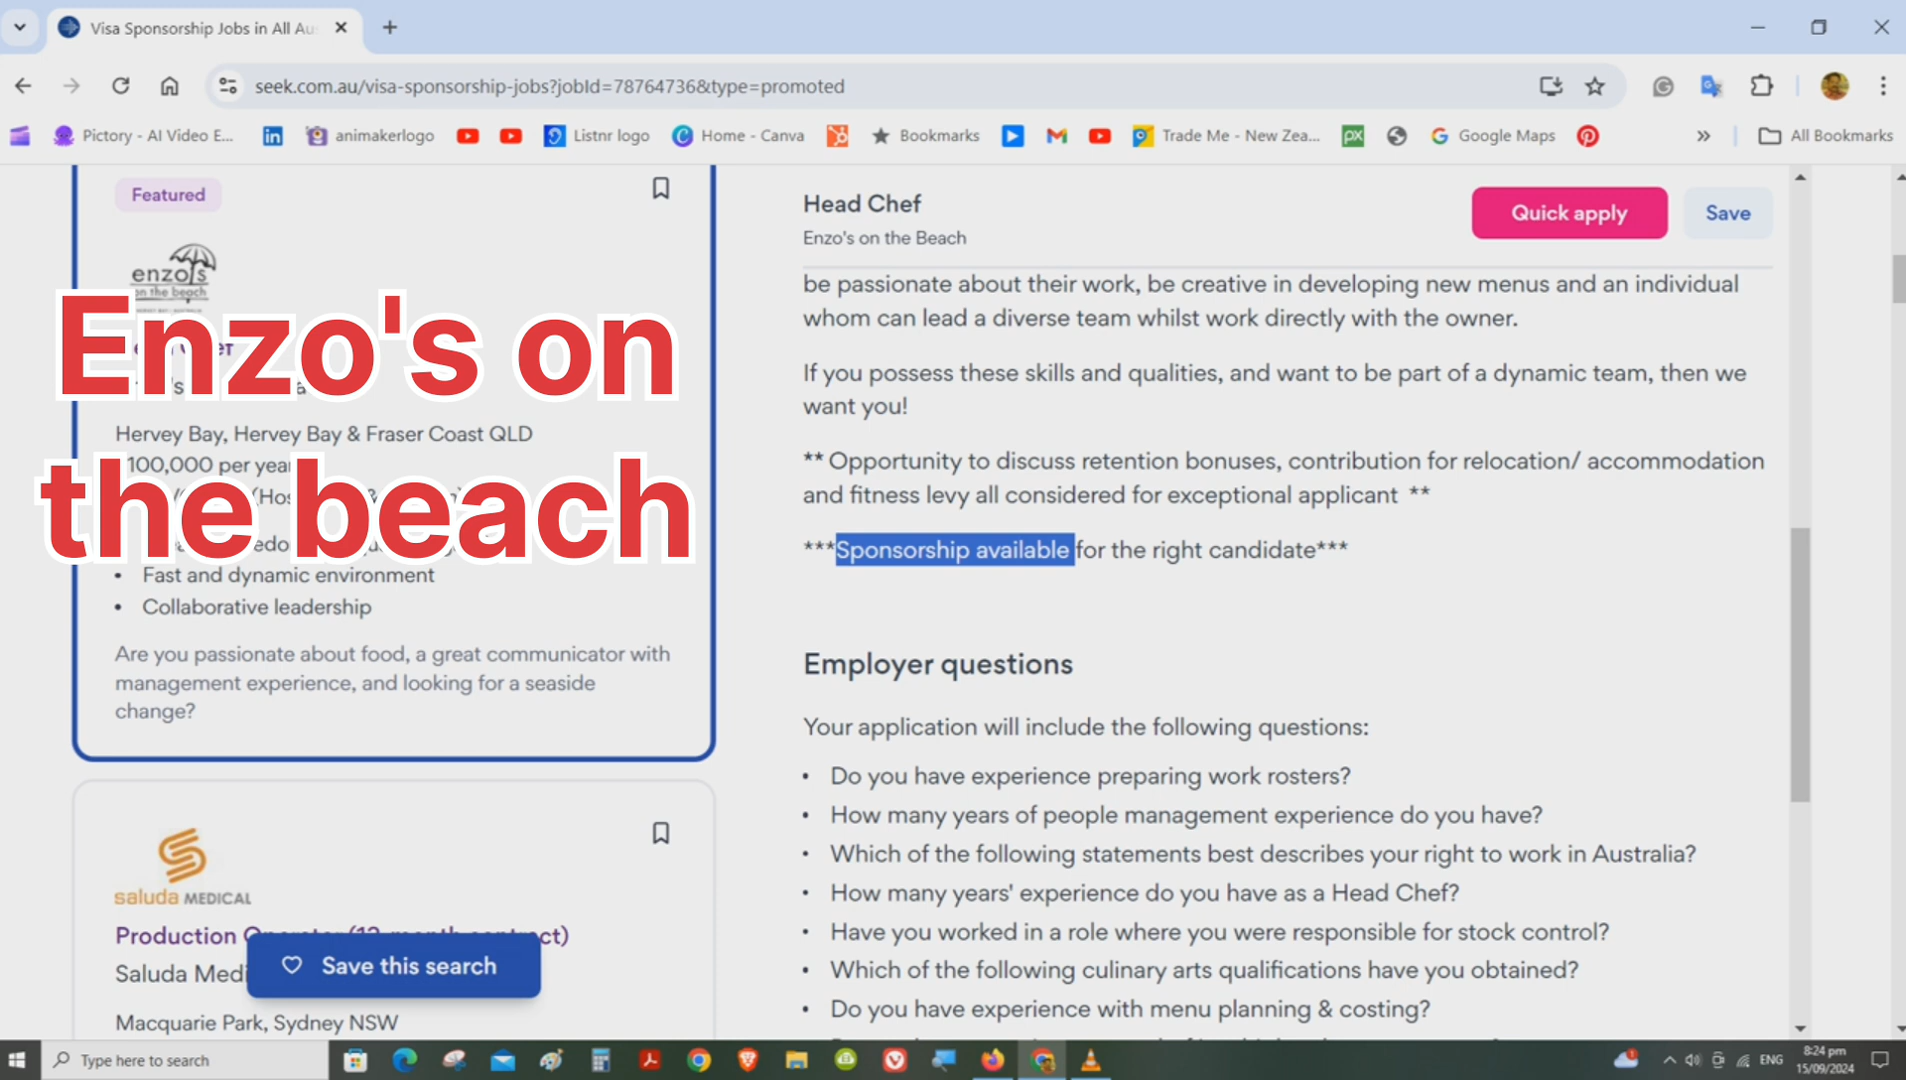 Visa Sponsorship Jobs in All Au
seek.com.au/visa-sponsorship-jobs?jobId=78764736&type=promoted
Pictory - AI Video E...
animakerlogo
Listnr logo
Home - Canva
Bookmarks
Trade Me - New Zea...
Google Maps
All Bookmarks
Featured
enzo's
on the beach
Enzo's on
the beach
Hervey Bay, Hervey Bay & Fraser Coast QLD
100,000 per year
Fast and dynamic environment
Collaborative leadership
Are you passionate about food, a great communicator with
management experience, and looking for a seaside
change?
saluda MEDICAL
Production Operator (12-month contract)
Saluda Medi
Save this search
Macquarie Park, Sydney NSW
Head Chef
Enzo's on the Beach
Quick apply
Save
be passionate about their work, be creative in developing new menus and an individual
whom can lead a diverse team whilst work directly with the owner.
If you possess these skills and qualities, and want to be part of a dynamic team, then we
want you!
** Opportunity to discuss retention bonuses, contribution for relocation/ accommodation
and fitness levy all considered for exceptional applicant **
***Sponsorship available for the right candidate***
Employer questions
Your application will include the following questions:
Do you have experience preparing work rosters?
How many years of people management experience do you have?
Which of the following statements best describes your right to work in Australia?
How many years' experience do you have as a Head Chef?
Have you worked in a role where you were responsible for stock control?
Which of the following culinary arts qualifications have you obtained?
Do you have experience with menu planning & costing?
Type here to search
ENG
8:24 pm
15/09/2024